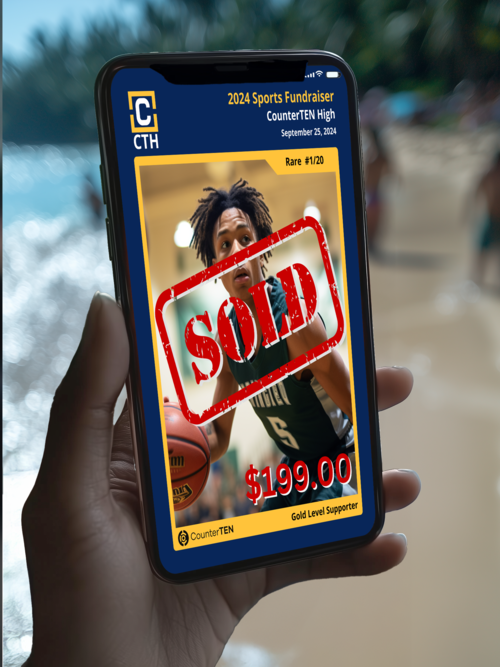 C
CTH
2024 Sports Fundraiser
CounterTEN High
September 25, 2024
Rare #1/20
SOLD
5
$199.00
Gold Level Supporter
CounterTEN